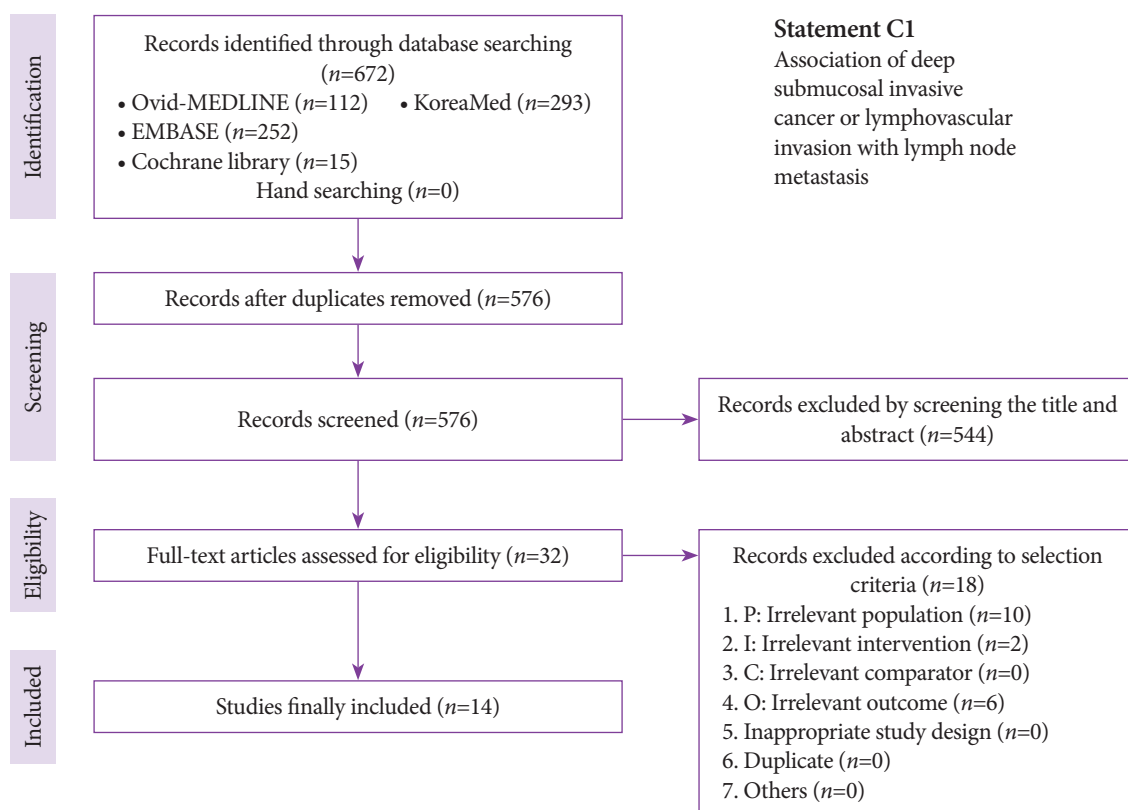 Identification
Records identified through database searching
(n=672)
• Ovid-MEDLINE (n=112) • KoreaMed (n=293)
• EMBASE (n=252)
• Cochrane library (n=15)
Hand searching (n=0)
Statement C1
Association of deep
submucosal invasive
cancer or lymphovascular
invasion with lymph node
metastasis
Screening
Records after duplicates removed (n=576)
Records screened (n=576)
Records excluded by screening the title and
abstract (n=544)
Eligibility
Full-text articles assessed for eligibility (n=32)
Records excluded according to selection
criteria (n=18)
1. P: Irrelevant population (n=10)
2. I: Irrelevant intervention (n=2)
3. C: Irrelevant comparator (n=0)
4. O: Irrelevant outcome (n=6)
5. Inappropriate study design (n=0)
6. Duplicate (n=0)
7. Others (n=0)
Included
Studies finally included (n=14)